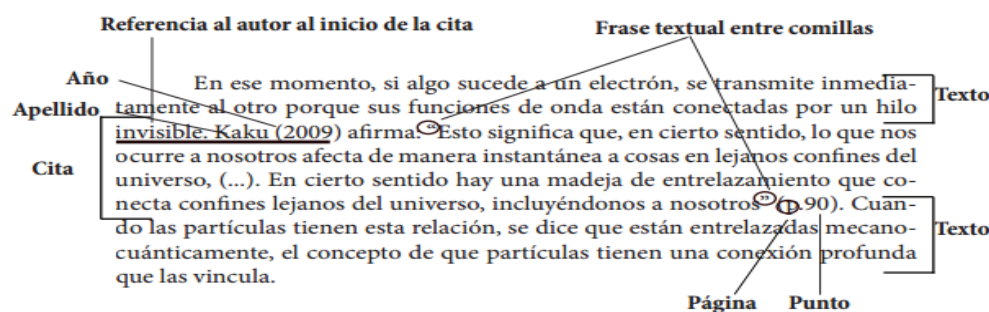 Referencia al autor al inicio de la cita
Frase textual entre comillas
Año
Apellido
Cita
En ese momento, si algo sucede a un electrón, se transmite inmedia-
tamente al otro porque sus funciones de onda están conectadas por un hilo
invisible. Kaku (2009) afirma: “Esto significa que, en cierto sentido, lo que nos
ocurre a nosotros afecta de manera instantánea a cosas en lejanos confines del
universo, (...). En cierto sentido hay una madeja de entrelazamiento que co-
necta confines lejanos del universo, incluyéndonos a nosotros” (p.90). Cuan-
do las partículas tienen esta relación, se dice que están entrelazadas mecano-
cuánticamente, el concepto de que partículas tienen una conexión profunda
que las vincula.
Texto
Texto
Página
Punto